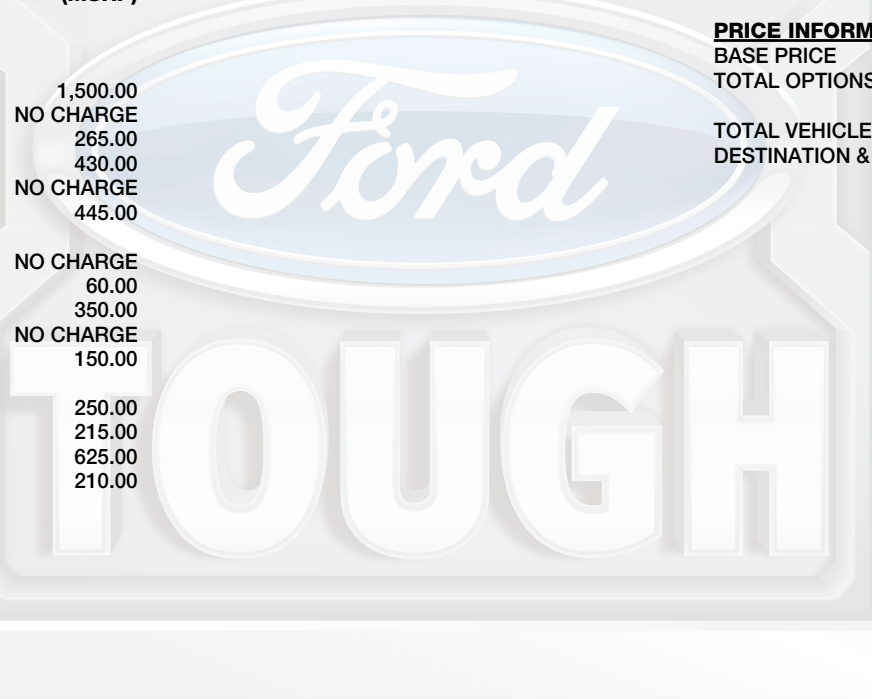 1,500.00
NO CHARGE
265.00
430.00
NO CHARGE
445.00
NO CHARGE
60.00
350.00
NO CHARGE
150.00
250.00
215.00
625.00
210.00
PRICE INFORM
BASE PRICE
TOTAL OPTIONS
TOTAL VEHICLE
DESTINATION &
Ford
TOUGH